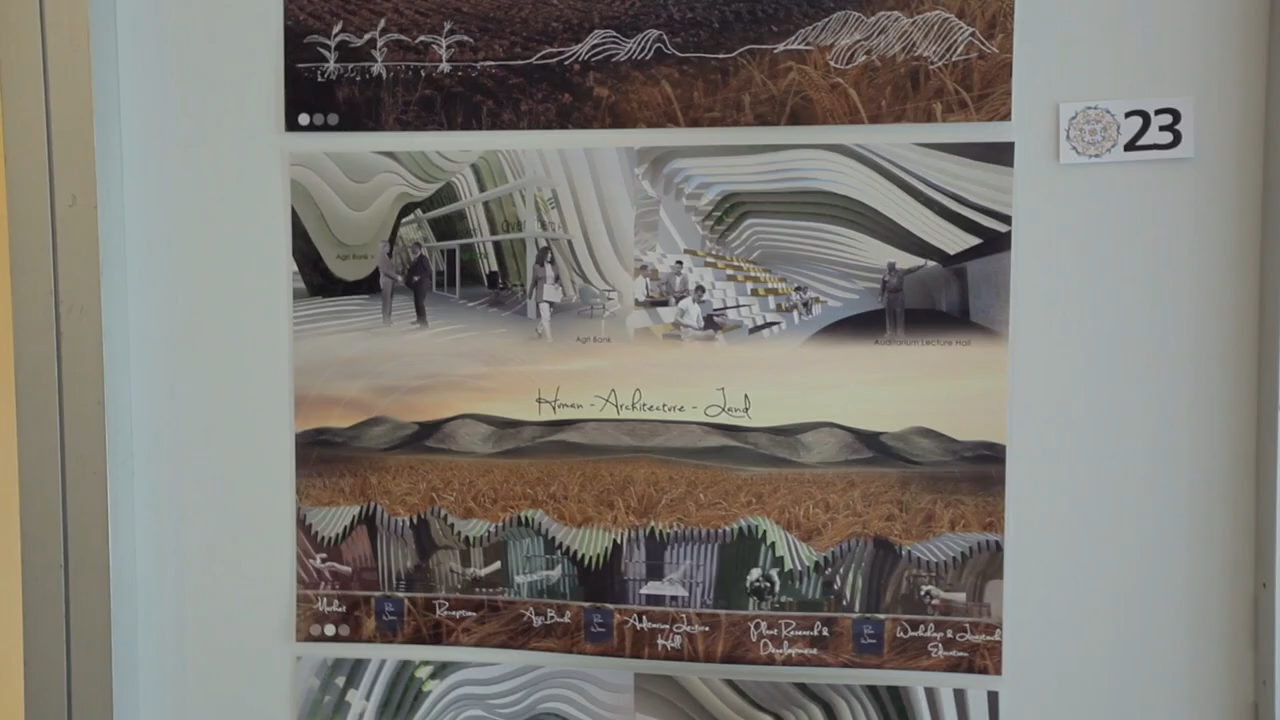 23
Agri Bank
Agri Bank
Auditorium Lecture Hall
Human - Architecture - Land
Market
Reception
Agri Bank
Auditorium Lecture
Hall
Plant Research &
Development
Workshop & Livestock
Education